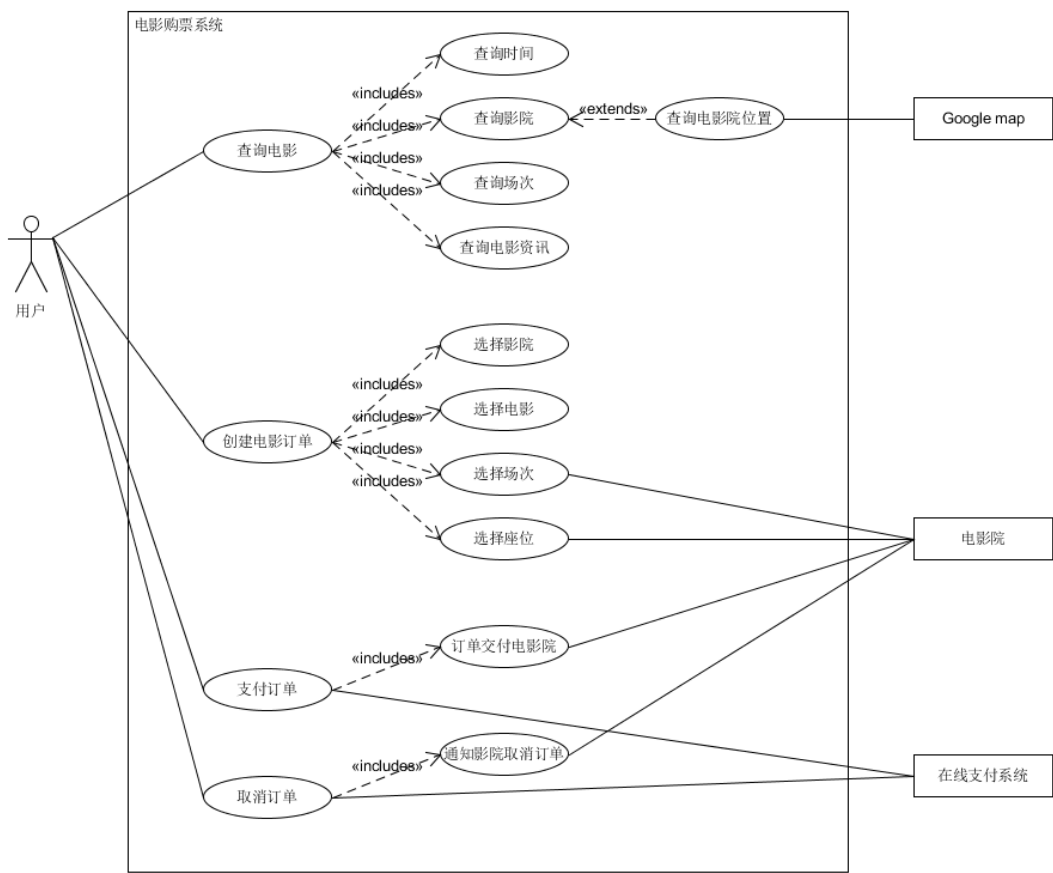 电影购票系统
查询时间
«includes»
«includes»
查询影院
«extends»
查询电影院位置
Google map
查询电影
«includes»
查询场次
«includes»
查询电影资讯
用户
选择影院
«includes»
«includes»
选择电影
创建电影订单
«includes»
选择场次
«includes»
选择座位
电影院
«includes»
订单交付电影院
支付订单
«includes»
通知影院取消订单
取消订单
在线支付系统